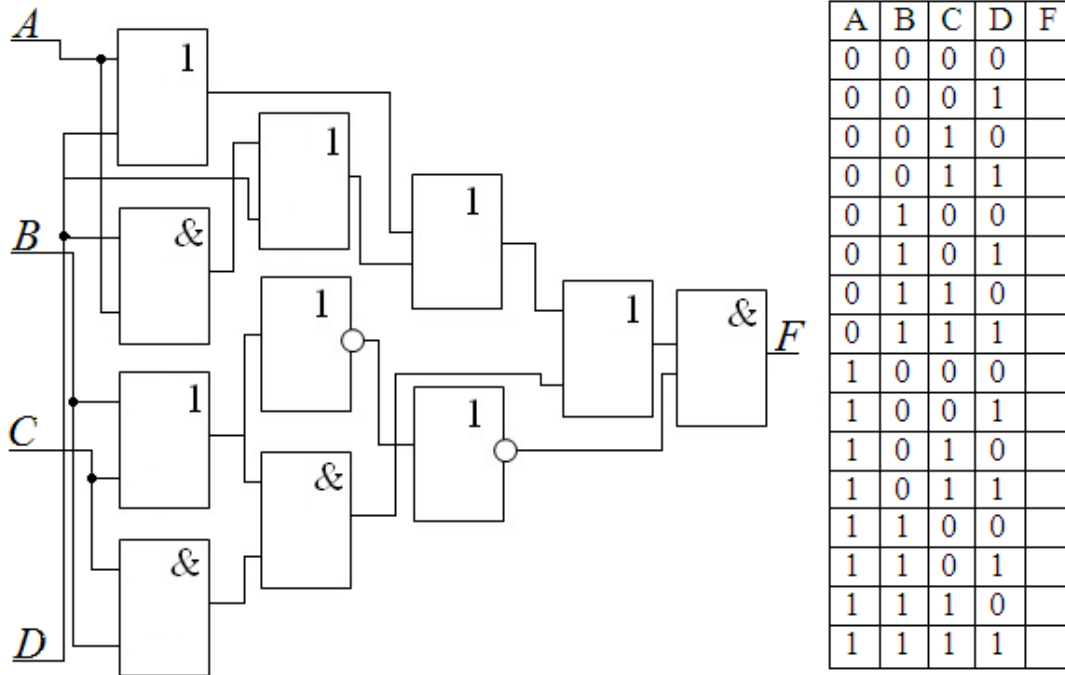 A
1
1
1
B
&
1
1
&
F
1
1
C
&
&
D
A B C D F
0 0 0 0
0 0 0 1
0 0 1 0
0 0 1 1
0 1 0 0
0 1 0 1
0 1 1 0
0 1 1 1
1 0 0 0
1 0 0 1
1 0 1 0
1 0 1 1
1 1 0 0
1 1 0 1
1 1 1 0
1 1 1 1